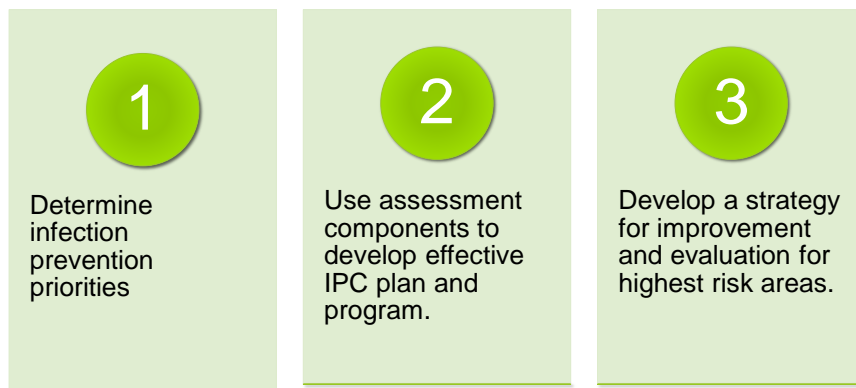 1
Determine
infection
prevention
priorities
2
Use assessment
components to
develop effective
IPC plan and
program.
3
Develop a strategy
for improvement
and evaluation for
highest risk areas.